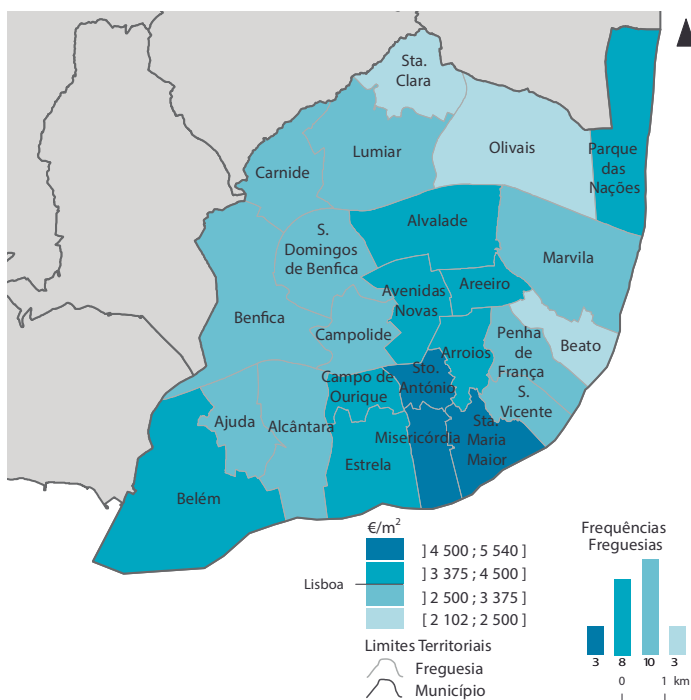 Sta.
Clara
Olivais
Parque
das
Nações
Lumiar
Carnide
Alvalade
S.
Domingos
de Benfica
Marvila
Areeiro
Avenidas
Novas
Benfica
Campolide
Penha
de
França
Beato
Arroios
Sto.
António
Campo de
Ourique
S.
Vicente
Ajuda
Alcântara
Misericórdia
Sta.
Maria
Maior
Estrela
Belém
€/m²
] 4 500 ; 5 540 ]
] 3 375 ; 4 500 ]
Lisboa
] 2 500 ; 3 375 ]
[ 2 102 ; 2 500 ]
Limites Territoriais
Freguesia
Município
Frequências
Freguesias
3 8 10 3
0 1 km